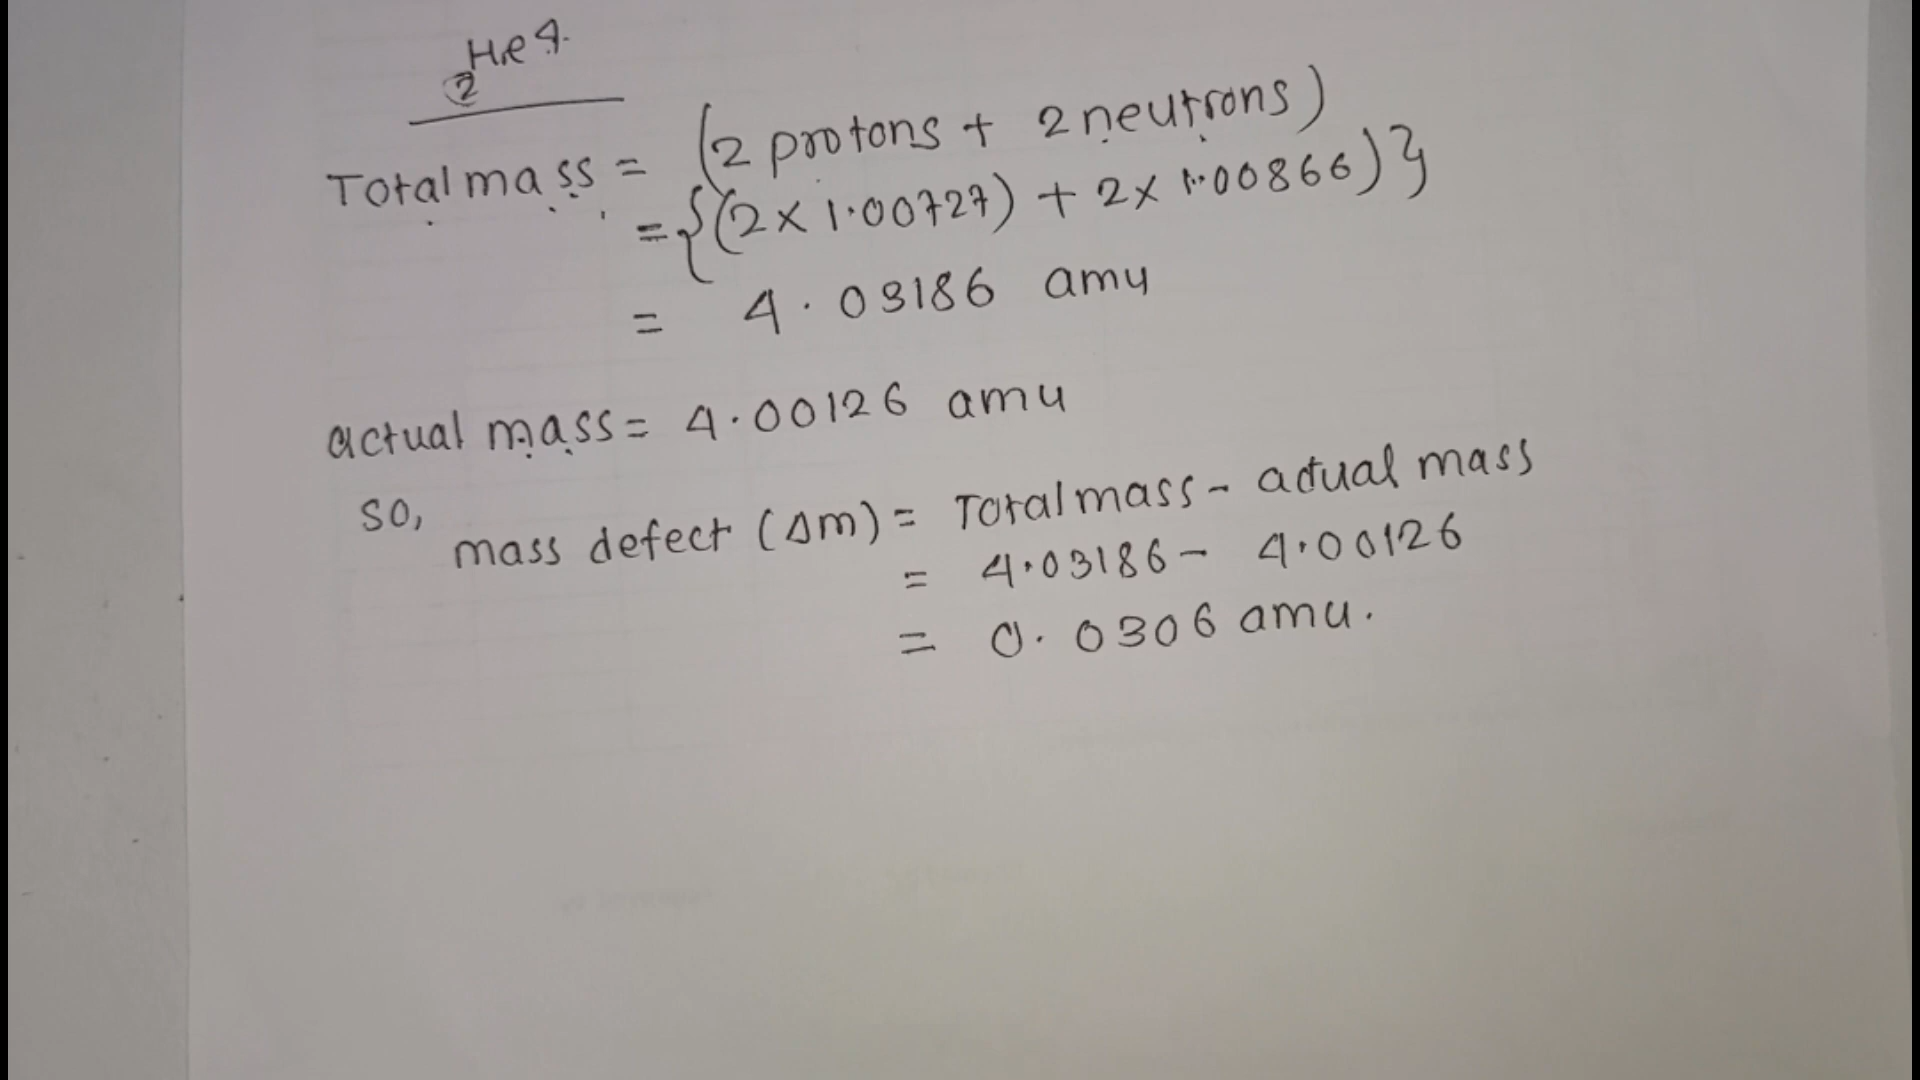 ₂He⁴.
Total mass = (2 protons + 2 neutrons)
= {(2 x 1.00727) + 2 x 1.00866)}
= 4.03186 amu
actual mass = 4.00126 amu
so,
mass defect (Δm) = Total mass - actual mass
= 4.03186 - 4.00126
= 0.0306 amu.